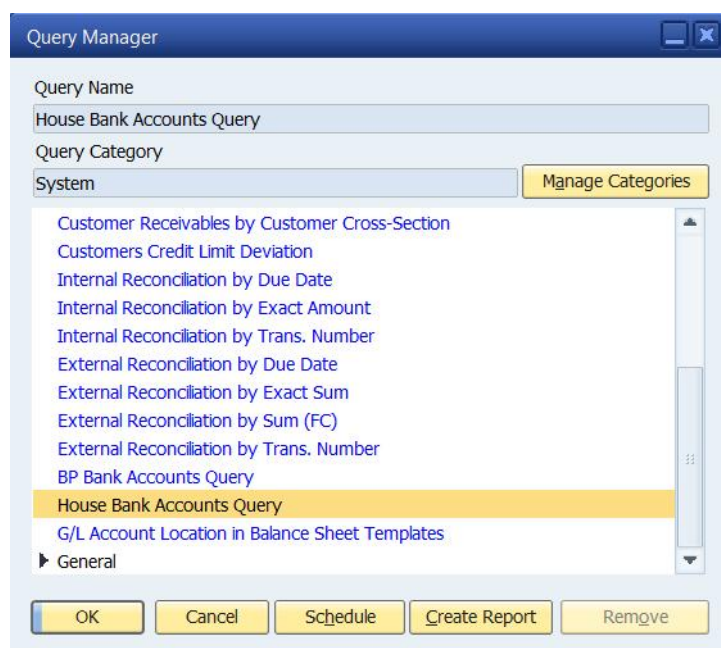 Query Manager
Query Name
House Bank Accounts Query
Query Category
System Manage Categories
Customer Receivables by Customer Cross-Section
Customers Credit Limit Deviation
Internal Reconciliation by Due Date
Internal Reconciliation by Exact Amount
Internal Reconciliation by Trans. Number
External Reconciliation by Due Date
External Reconciliation by Exact Sum
External Reconciliation by Sum (FC)
External Reconciliation by Trans. Number
BP Bank Accounts Query
House Bank Accounts Query
G/L Account Location in Balance Sheet Templates
General
OK Cancel Schedule Create Report Remove